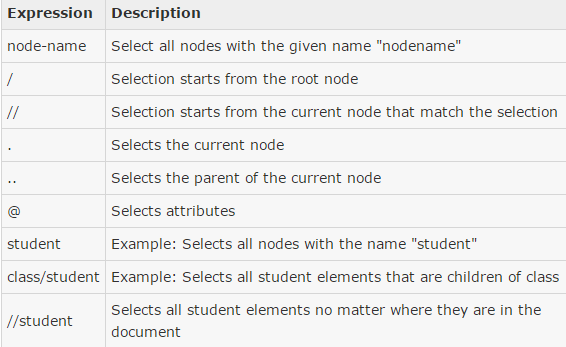 Expression Description
node-name Select all nodes with the given name "nodename"
/ Selection starts from the root node
// Selection starts from the current node that match the selection
. Selects the current node
.. Selects the parent of the current node
@ Selects attributes
student Example: Selects all nodes with the name "student"
class/student Example: Selects all student elements that are children of class
//student Selects all student elements no matter where they are in the
document